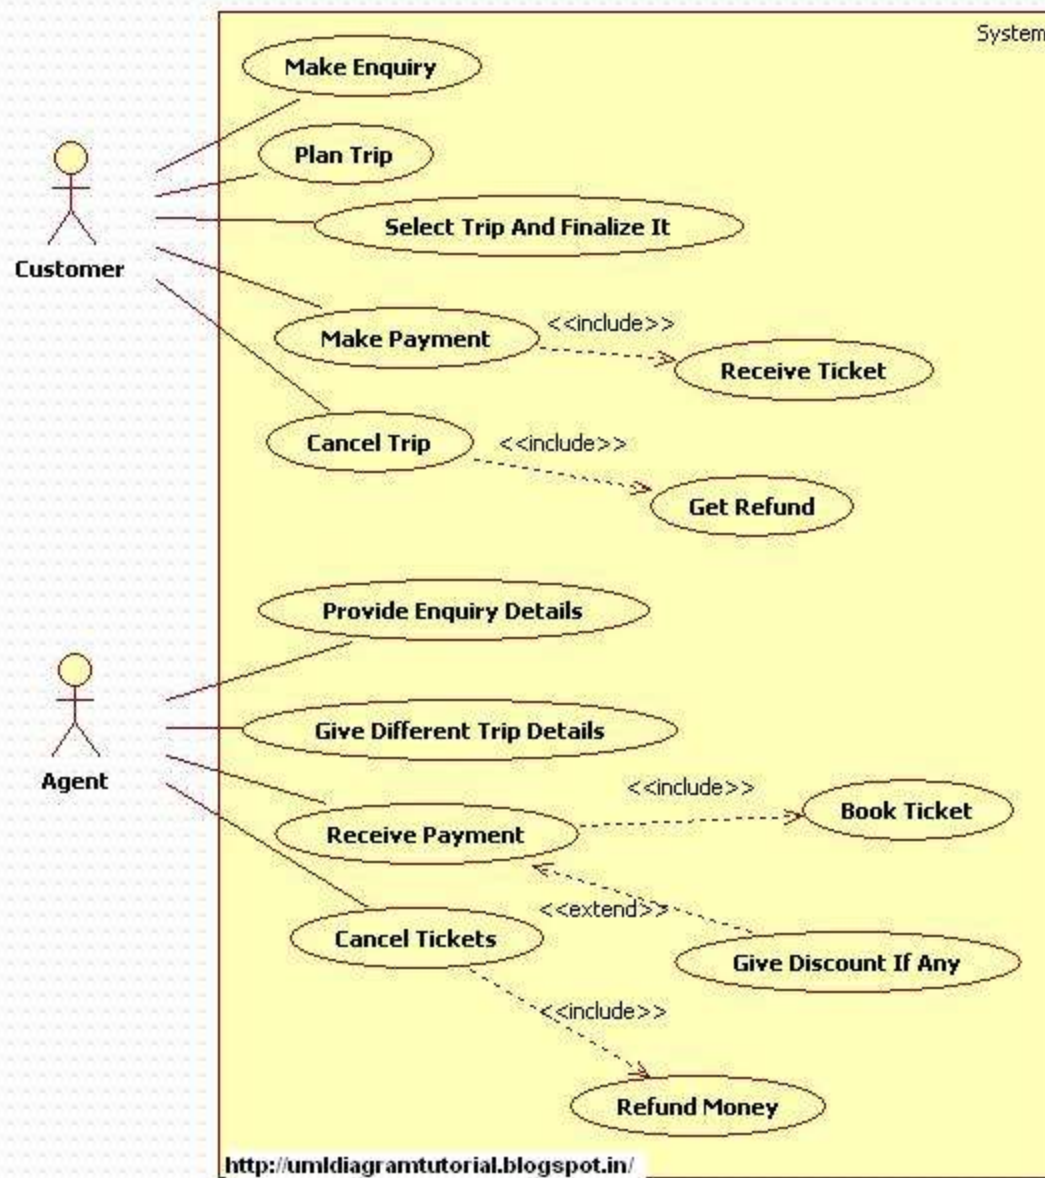 System
Make Enquiry
Plan Trip
Select Trip And Finalize It
Customer
Make Payment
<<include>>
Receive Ticket
Cancel Trip
<<include>>
Get Refund
Provide Enquiry Details
Give Different Trip Details
Agent
<<include>>
Book Ticket
Receive Payment
<<extend>>
Cancel Tickets
Give Discount If Any
<<include>>
Refund Money
http://umldiagramtutorial.blogspot.in/